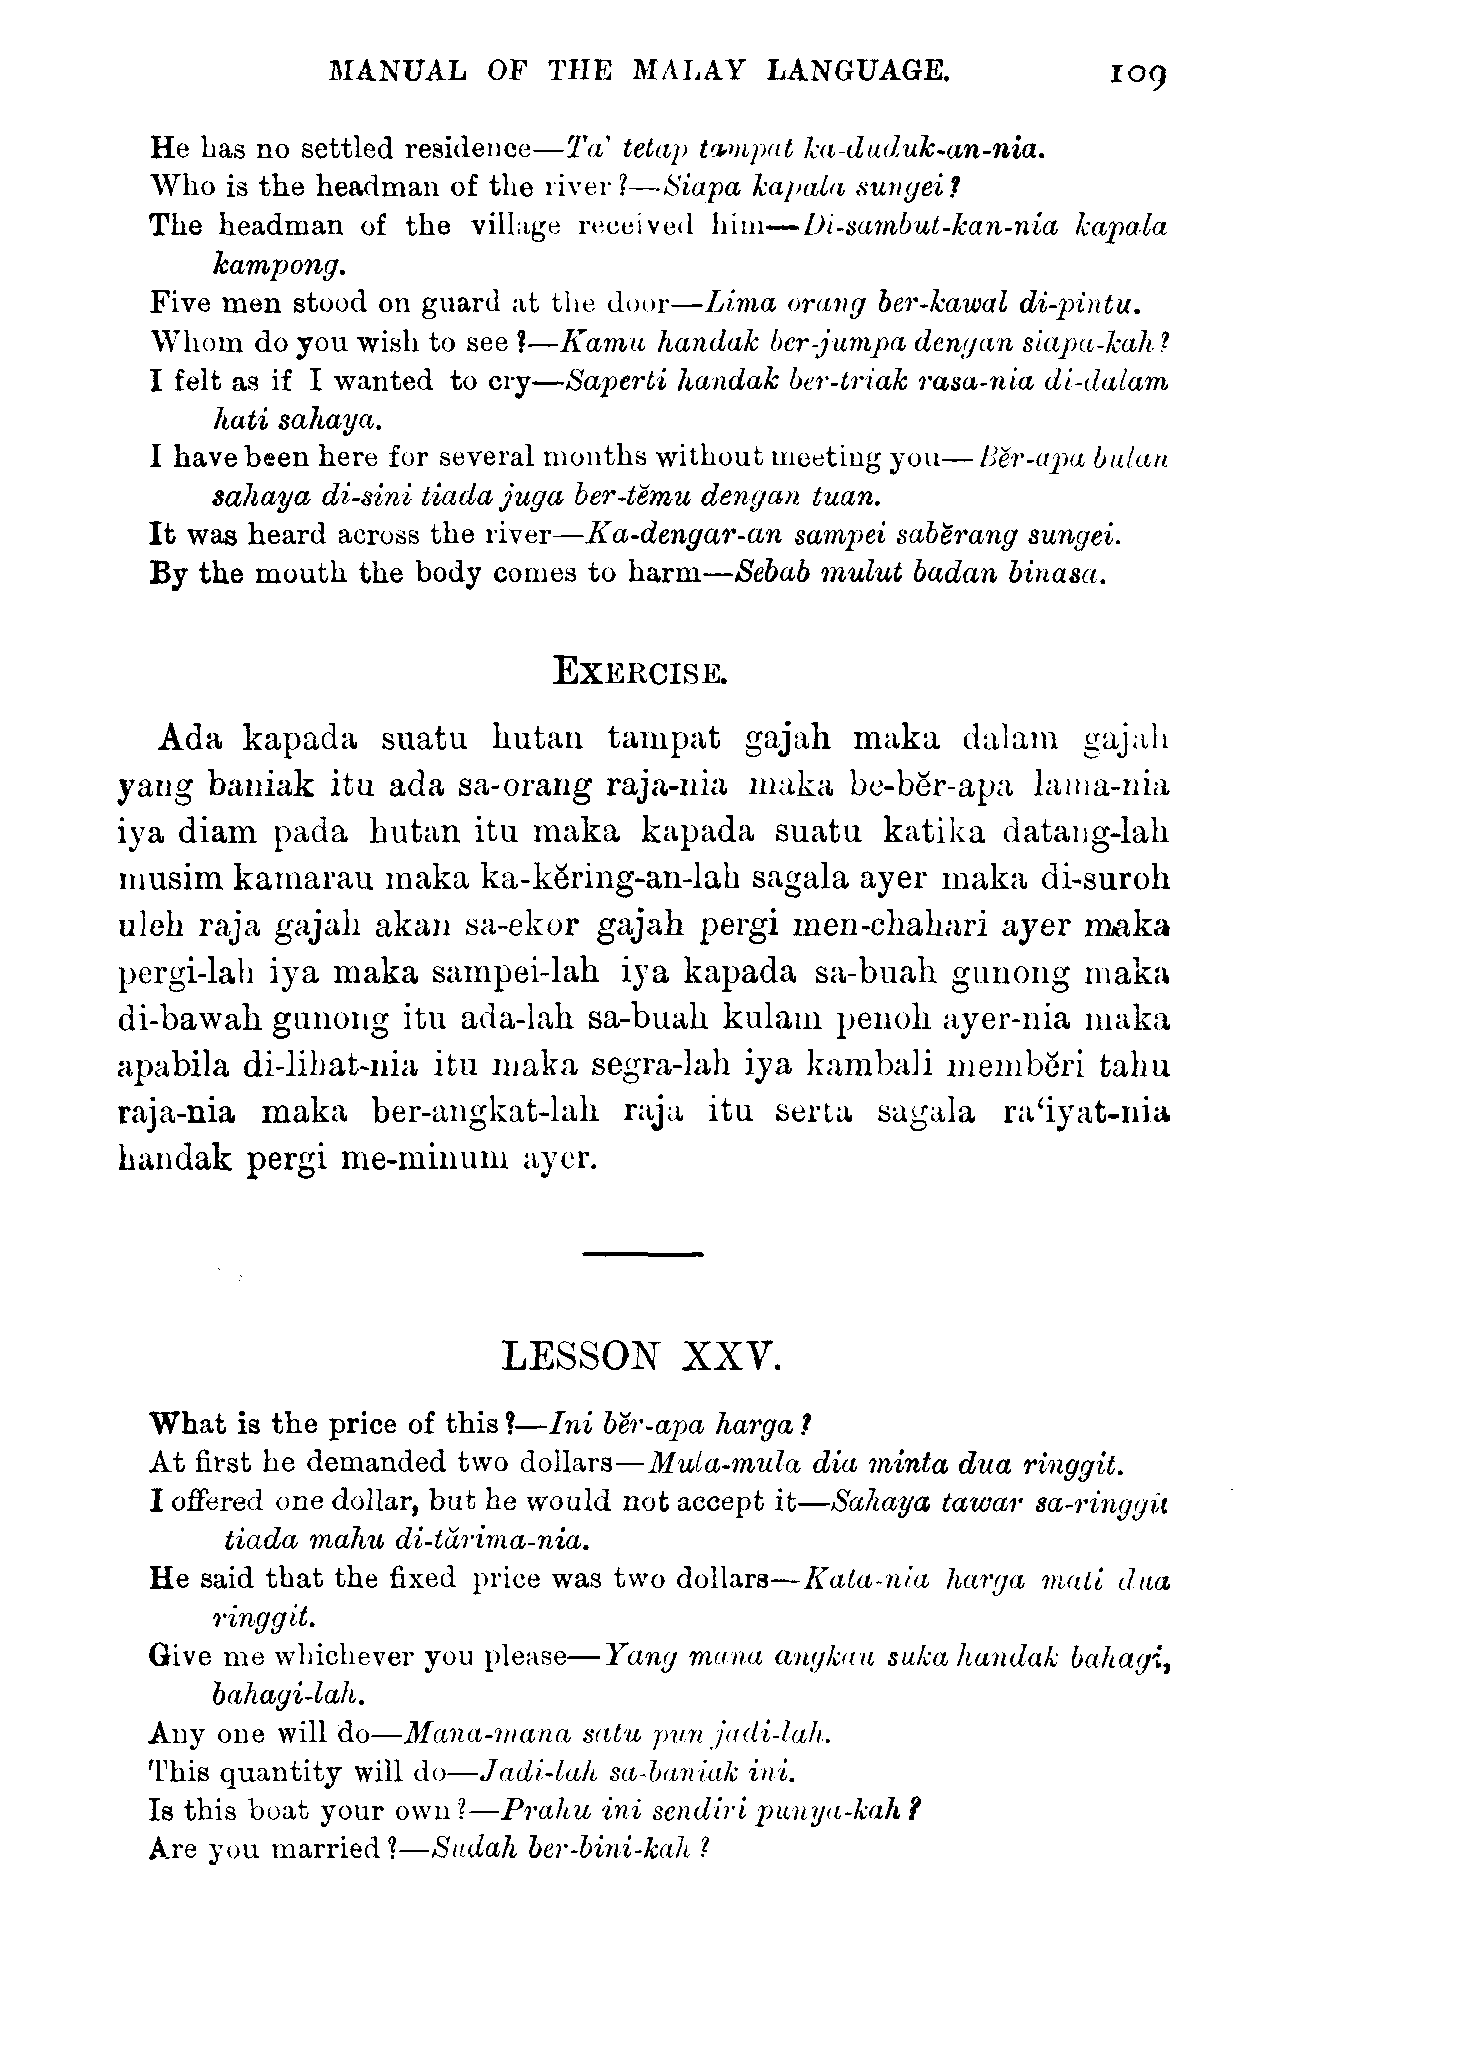 MANUAL OF THE MALAY LANGUAGE. 109
He has no settled residence—Ta' tetap tampat ka-duduk-an-nia.
Who is the headman of the river?—Siapa kapala sungei?
The headman of the village received him—Di-sambut-kan-nia kapala
kampong.
Five men stood on guard at the door—Lima orang ber-kawal di-pintu.
Whom do you wish to see?—Kamu handak ber-jumpa dengan siapa-kah?
I felt as if I wanted to cry—Saperti handak ber-triak rasa-nia di-dalam
hati sahaya.
I have been here for several months without meeting you—Bĕr-apa bulan
sahaya di-sini tiada juga ber-tĕmu dengan tuan.
It was heard across the river—Ka-dengar-an sampei sabĕrang sungei.
By the mouth the body comes to harm—Sebab mulut badan binasa.
EXERCISE.
Ada kapada suatu hutan tampat gajah maka dalam gajah
yang baniak itu ada sa-orang raja-nia maka be-bĕr-apa lama-nia
iya diam pada hutan itu maka kapada suatu katika datang-lah
musim kamarau maka ka-kĕring-an-lah sagala ayer maka di-suroh
uleh raja gajah akan sa-ekor gajah pergi men-chahari ayer maka
pergi-lah iya maka sampei-lah iya kapada sa-buah gunong maka
di-bawah gunong itu ada-lah sa-buah kulam penoh ayer-nia maka
apabila di-lihat-nia itu maka segra-lah iya kambali membĕri tahu
raja-nia maka ber-angkat-lah raja itu serta sagala ra‘iyat-nia
handak pergi me-minum ayer.
LESSON XXV.
What is the price of this?—Ini bĕr-apa harga?
At first he demanded two dollars—Mula-mula dia minta dua ringgit.
I offered one dollar, but he would not accept it—Sahaya tawar sa-ringgit
tiada mahu di-tărima-nia.
He said that the fixed price was two dollars—Kata-nia harga mati dua
ringgit.
Give me whichever you please—Yang mana angkau suka handak bahagi,
bahagi-lah.
Any one will do—Mana-mana satu pun jadi-lah.
This quantity will do—Jadi-lah sa-baniak ini.
Is this boat your own?—Prahu ini sendiri punya-kah?
Are you married?—Sudah ber-bini-kah?